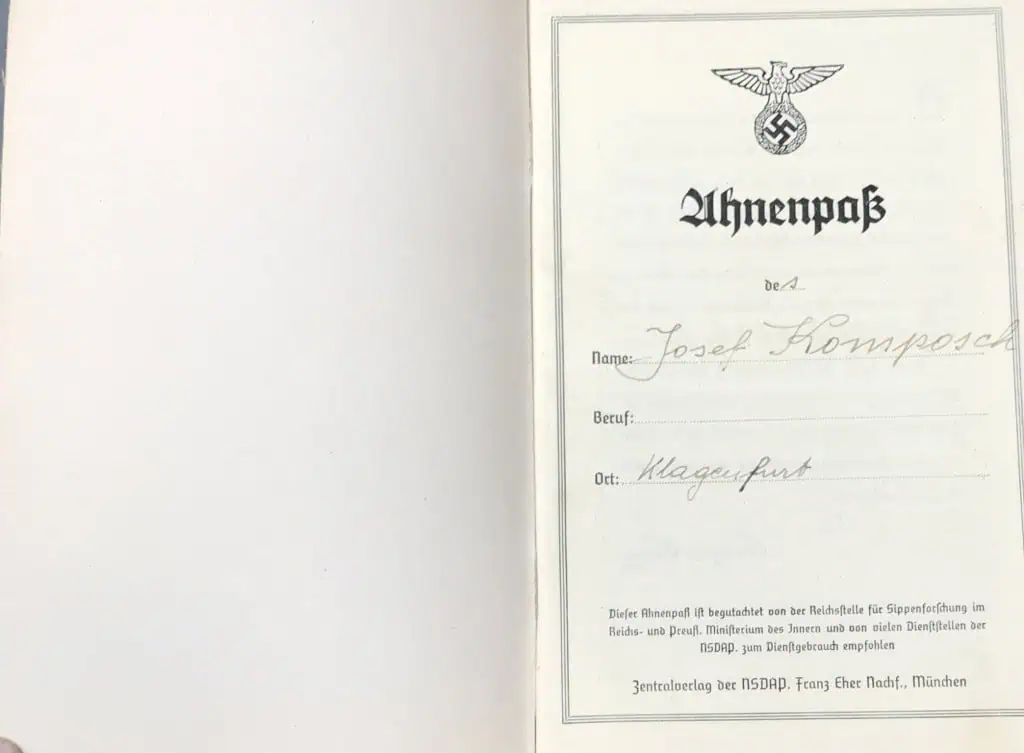 Ahnenpaß
des
Name: Josef Komposch
Beruf:
Ort: Klagenfurt
Dieser Ahnenpaß ist begutachtet von der Reichsstelle für Sippenforschung im
Reichs- und Preuß. Ministerium des Innern und von vielen Dienststellen der
NSDAP. zum Dienstgebrauch empfohlen
Zentralverlag der NSDAP. Franz Eher Nachf., München